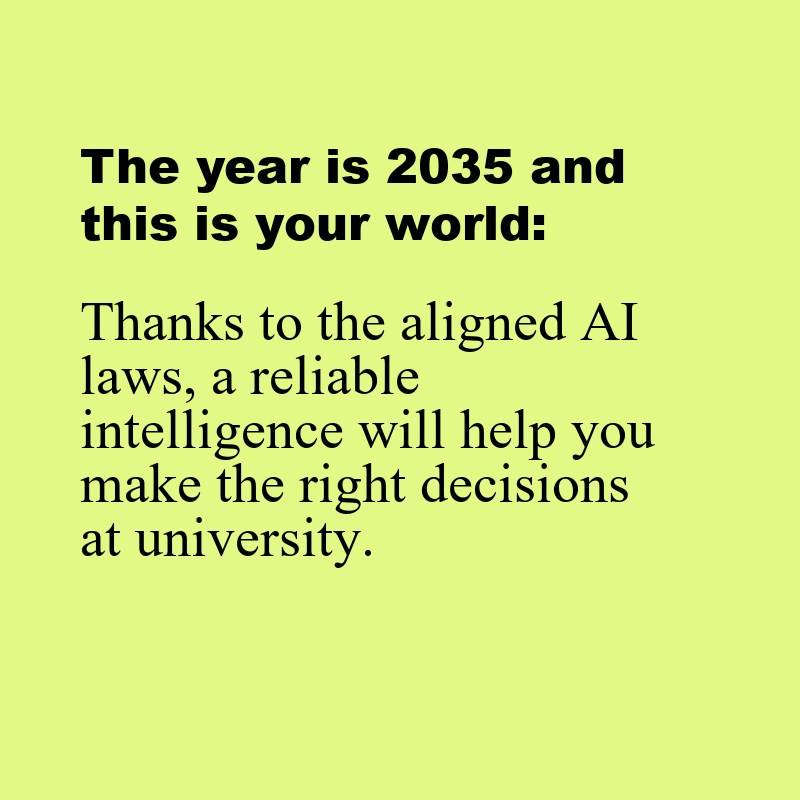 The year is 2035 and
this is your world:
Thanks to the aligned AI
laws, a reliable
intelligence will help you
make the right decisions
at university.